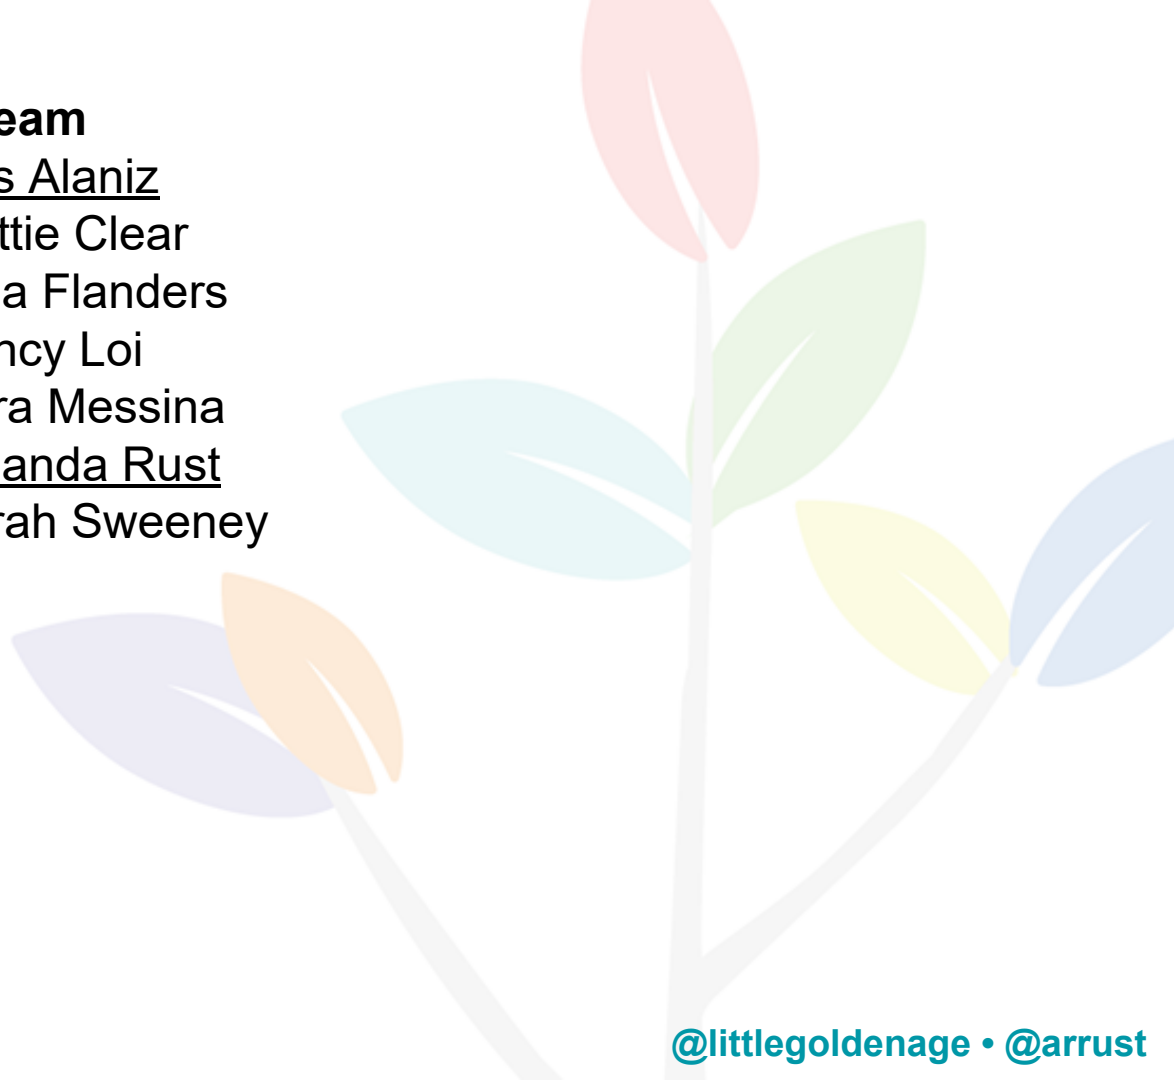 eam
s Alaniz
ttie Clear
a Flanders
ncy Loi
ra Messina
anda Rust
rah Sweeney
@littlegoldenage • @arrust